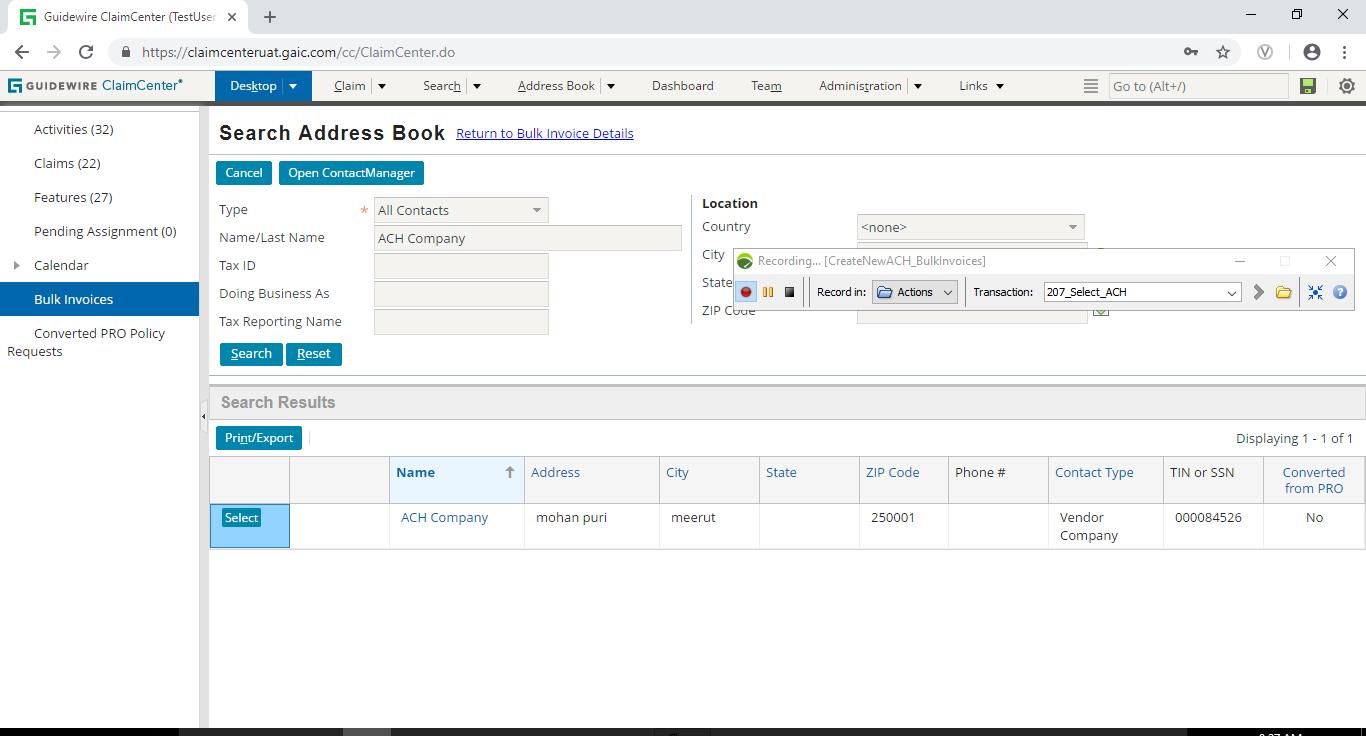 Guidewire ClaimCenter (TestUser
https://claimcenteruat.gaic.com/cc/ClaimCenter.do
GUIDEWIRE ClaimCenter®
Desktop
Claim
Search
Address Book
Dashboard
Team
Administration
Links
Go to (Alt+/)
Activities (32)
Claims (22)
Features (27)
Pending Assignment (0)
Calendar
Bulk Invoices
Converted PRO Policy
Requests
Search Address Book
Return to Bulk Invoice Details
Cancel
Open ContactManager
Type
* All Contacts
Name/Last Name
ACH Company
Tax ID
Doing Business As
Tax Reporting Name
Search
Reset
Location
Country
<none>
City
State
ZIP Code
Recording... [CreateNewACH_BulkInvoices]
Record in:
Actions
Transaction:
207_Select_ACH
Search Results
Print/Export
Displaying 1 - 1 of 1
Name
Address
City
State
ZIP Code
Phone #
Contact Type
TIN or SSN
Converted
from PRO
Select
ACH Company
mohan puri
meerut
250001
Vendor
Company
000084526
No